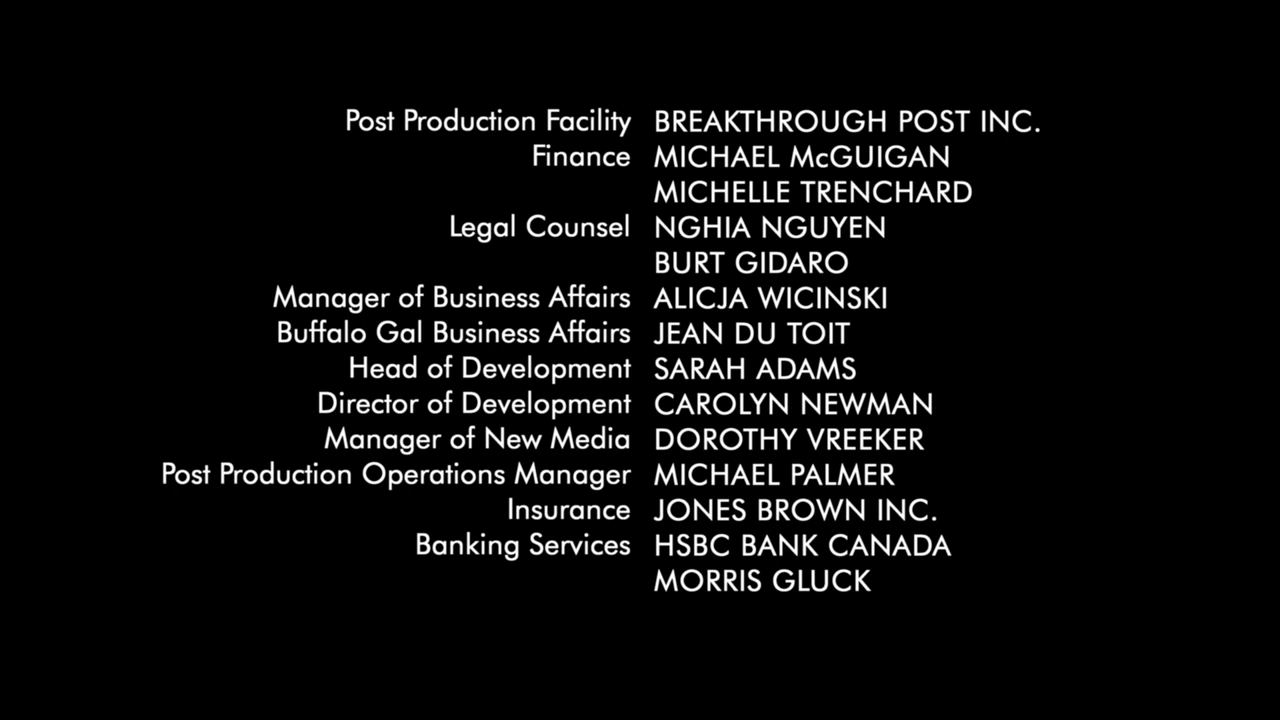 Post Production Facility BREAKTHROUGH POST INC.
Finance MICHAEL McGUIGAN
MICHELLE TRENCHARD
Legal Counsel NGHIA NGUYEN
BURT GIDARO
Manager of Business Affairs ALICJA WICINSKI
Buffalo Gal Business Affairs JEAN DU TOIT
Head of Development SARAH ADAMS
Director of Development CAROLYN NEWMAN
Manager of New Media DOROTHY VREEKER
Post Production Operations Manager MICHAEL PALMER
Insurance JONES BROWN INC.
Banking Services HSBC BANK CANADA
MORRIS GLUCK